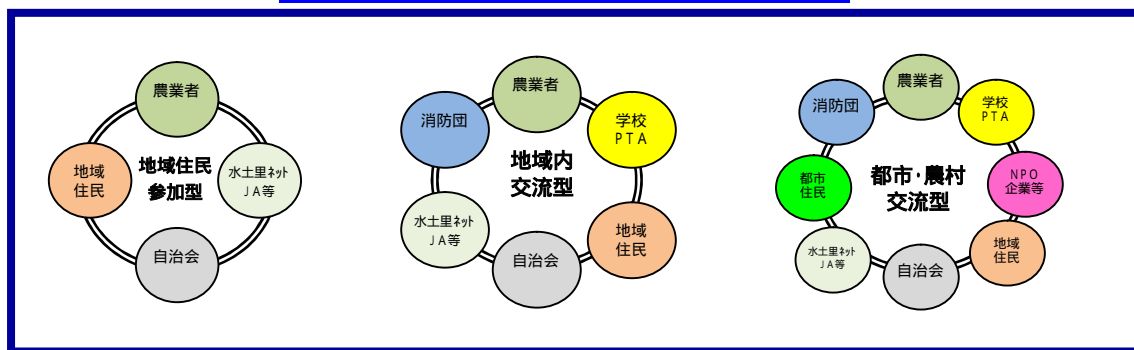 農業者
地域
住民
地域住民
参加型
水土里ネット
JA等
自治会
農業者
消防団
学校
PTA
地域内
交流型
水土里ネット
JA等
地域
住民
自治会
農業者
消防団
学校
PTA
都市
住民
都市・農村
交流型
NPO
企業等
水土里ネット
JA等
地域
住民
自治会